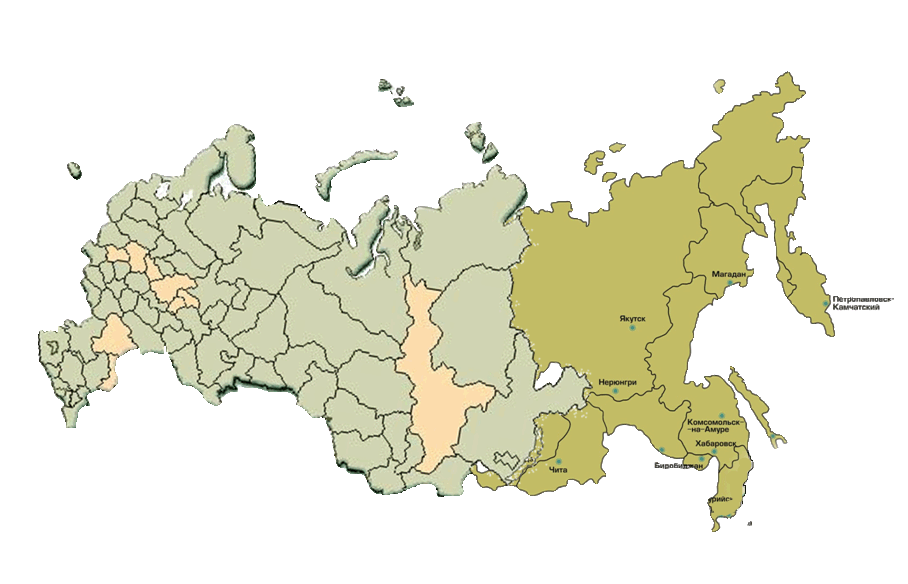 Магадан
Петропавловск-
Камчатский
Якутск
Нерюнгри
Комсомольск-
-на-Амуре
Хабаровск
Биробиджан
Чита